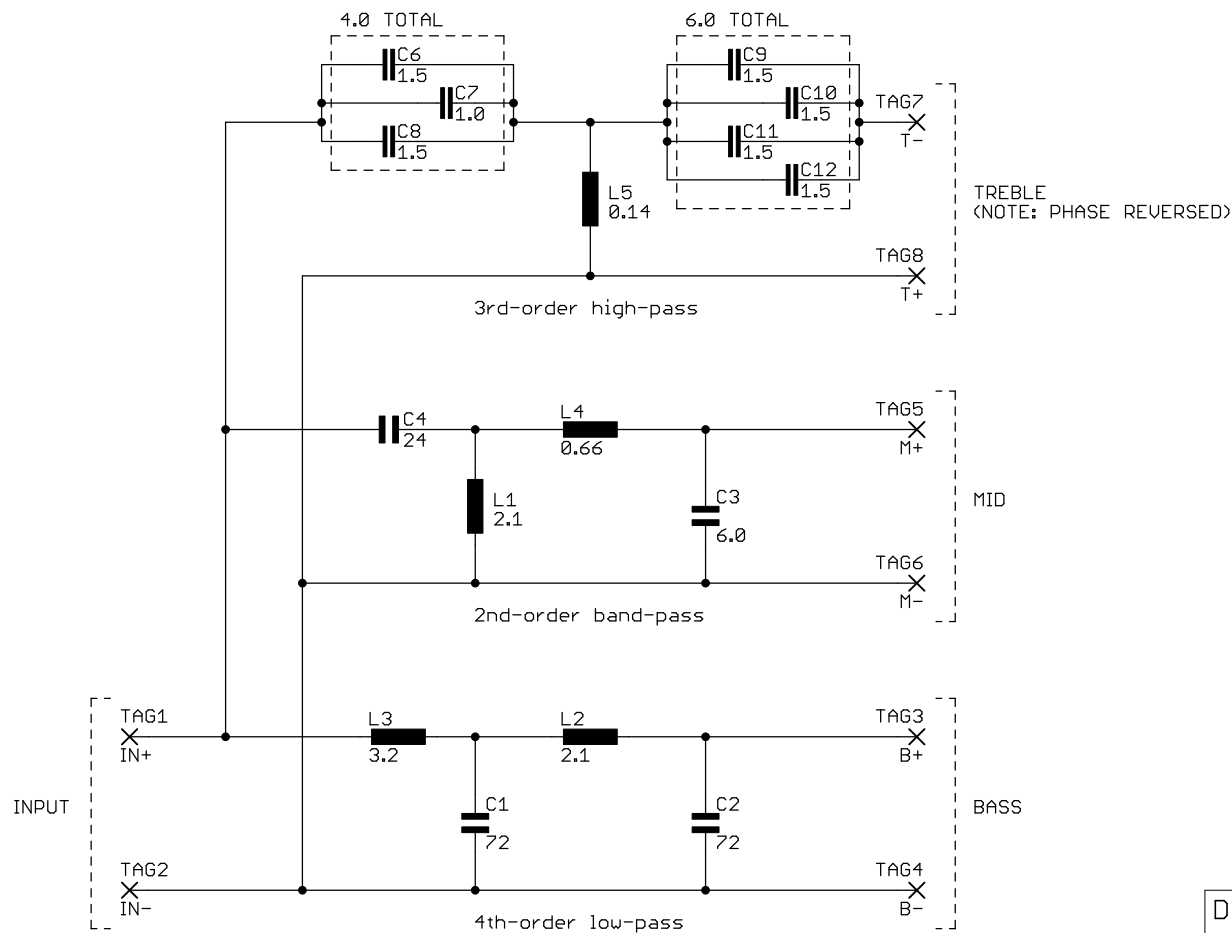 4.0 TOTAL
6.0 TOTAL
C6
1.5
C7
1.0
C8
1.5
C9
1.5
C10
1.5
C11
1.5
C12
1.5
TAG7
T-
L5
0.14
TREBLE
(NOTE: PHASE REVERSED)
TAG8
T+
3rd-order high-pass
C4
24
L4
0.66
TAG5
M+
L1
2.1
C3
6.0
MID
TAG6
M-
2nd-order band-pass
TAG1
IN+
L3
3.2
L2
2.1
TAG3
B+
INPUT
C1
72
C2
72
BASS
TAG2
IN-
TAG4
B-
4th-order low-pass
D